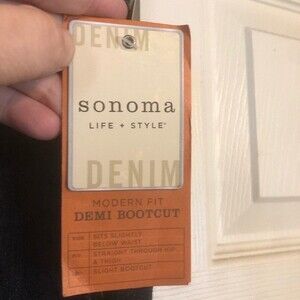 DENIM
sonoma
LIFE + STYLE
DENIM
MODERN FIT
DEMI BOOTCUT
SITS SLIGHTLY
BELOW WAIST
STRAIGHT THROUGH HIP
& THIGH
SLIGHT BOOTCUT